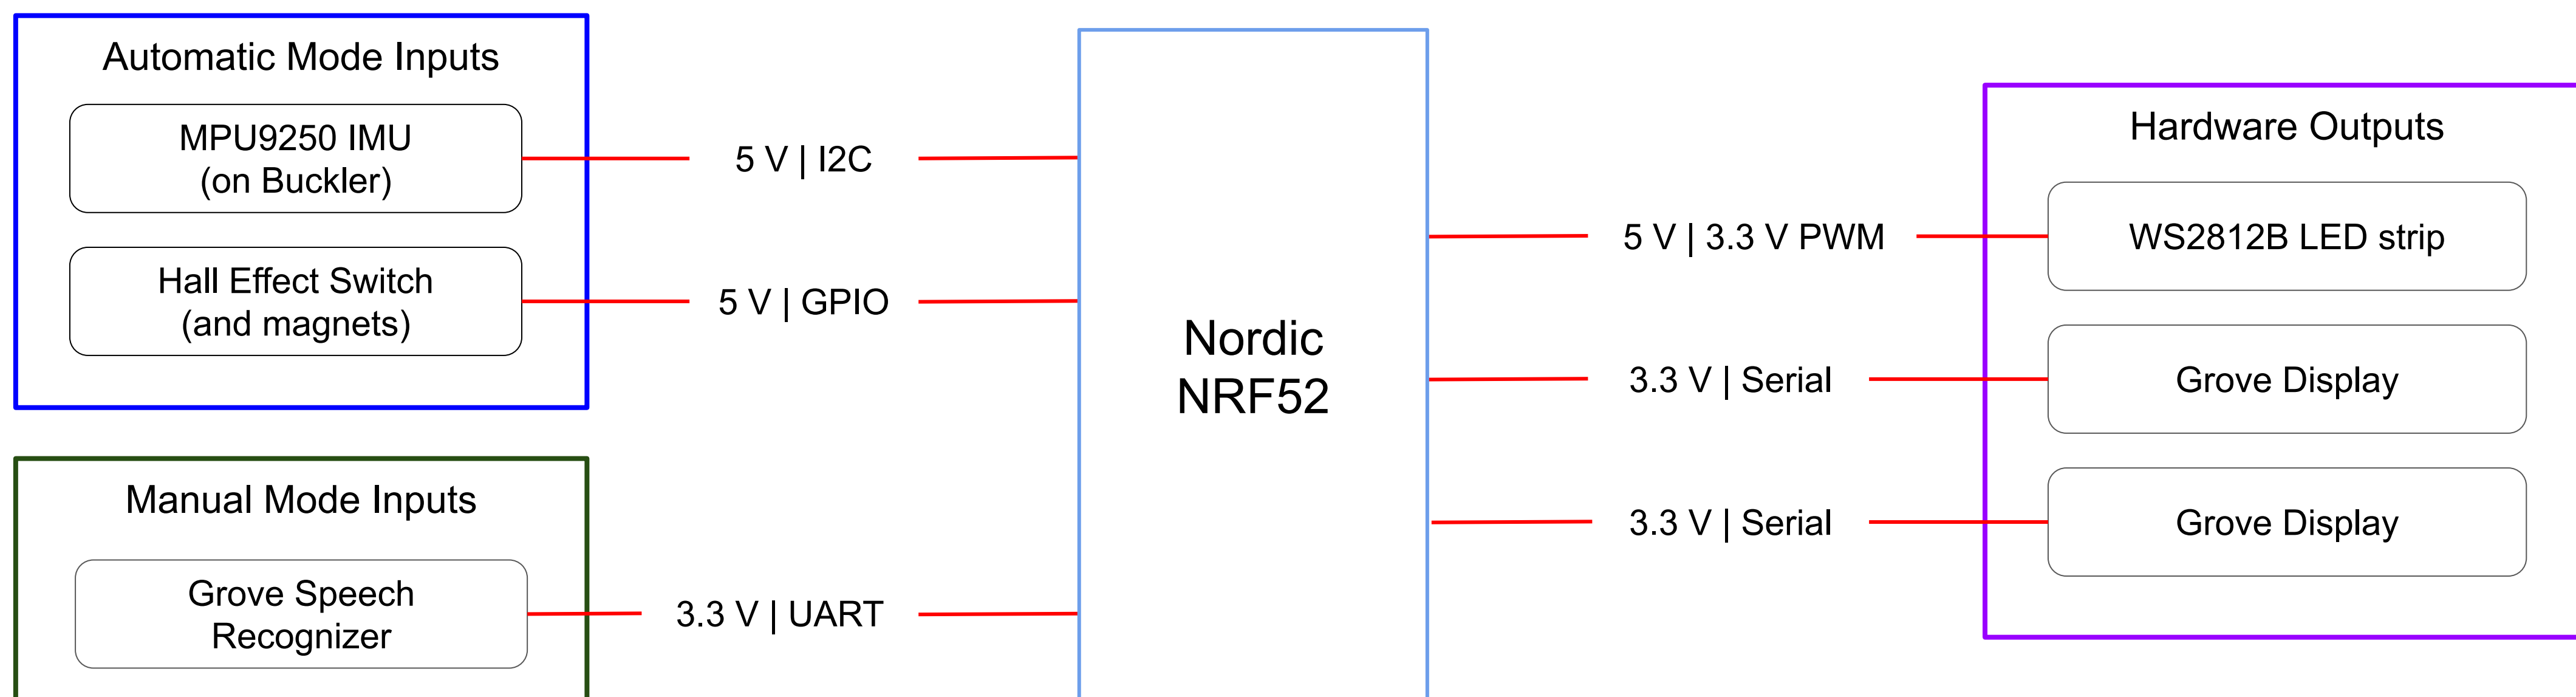 Automatic Mode Inputs
MPU9250 IMU
(on Buckler)
5 V | I2C
Hall Effect Switch
(and magnets)
5 V | GPIO
Manual Mode Inputs
Grove Speech
Recognizer
3.3 V | UART
Nordic
NRF52
5 V | 3.3 V PWM
3.3 V | Serial
3.3 V | Serial
Hardware Outputs
WS2812B LED strip
Grove Display
Grove Display